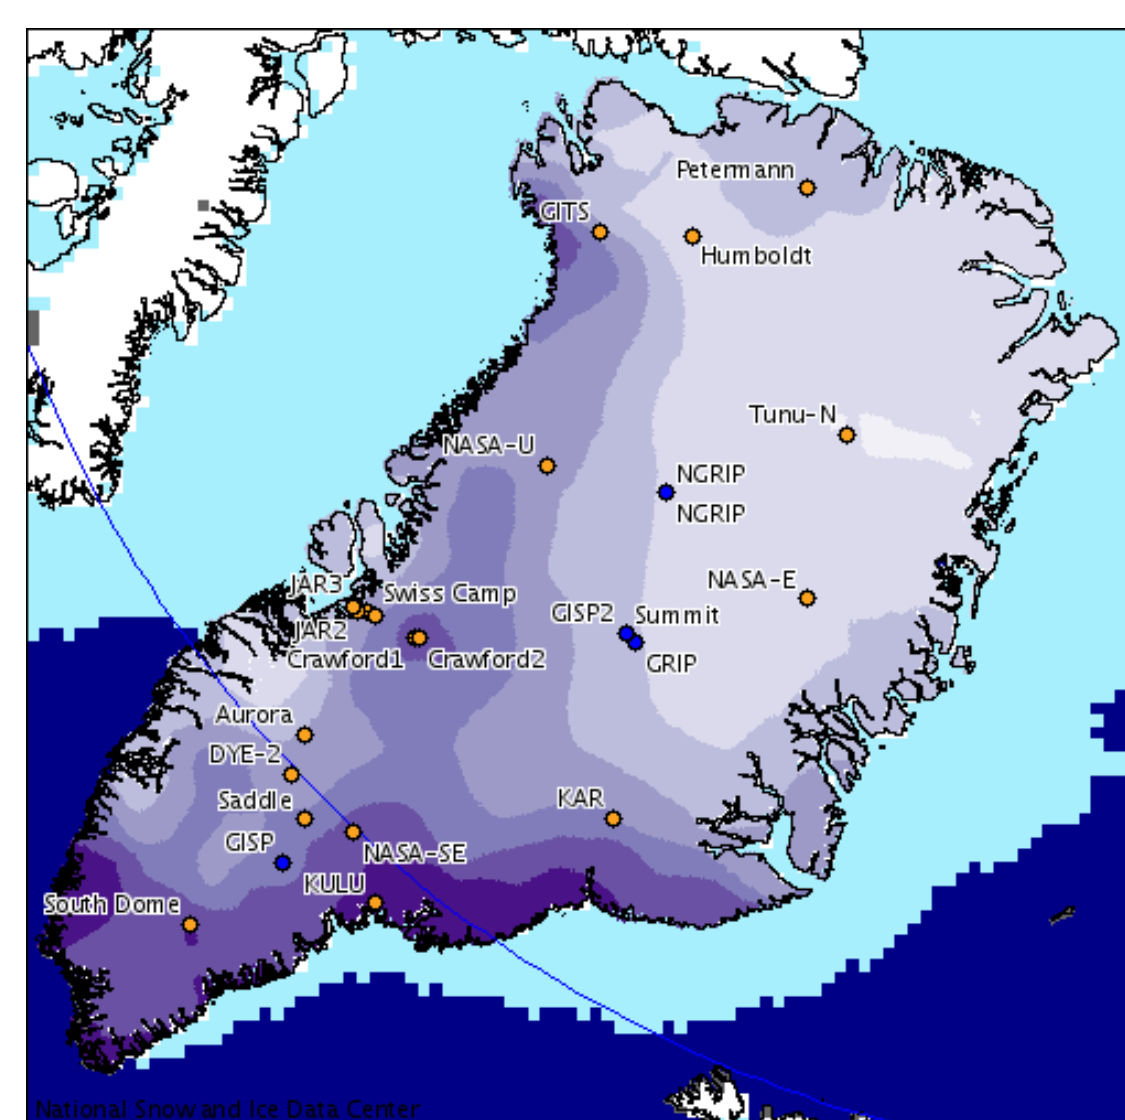 Petermann
GITS
Humboldt
Tunu-N
NASA-U
NGRIP
NGRIP
NASA-E
JAR3
Swiss Camp
GISP2
Summit
JAR2
Crawford1
Crawford2
GRIP
Aurora
DYE-2
Saddle
KAR
GISP
NASA-SE
KULU
South Dome
National Snow and Ice Data Center